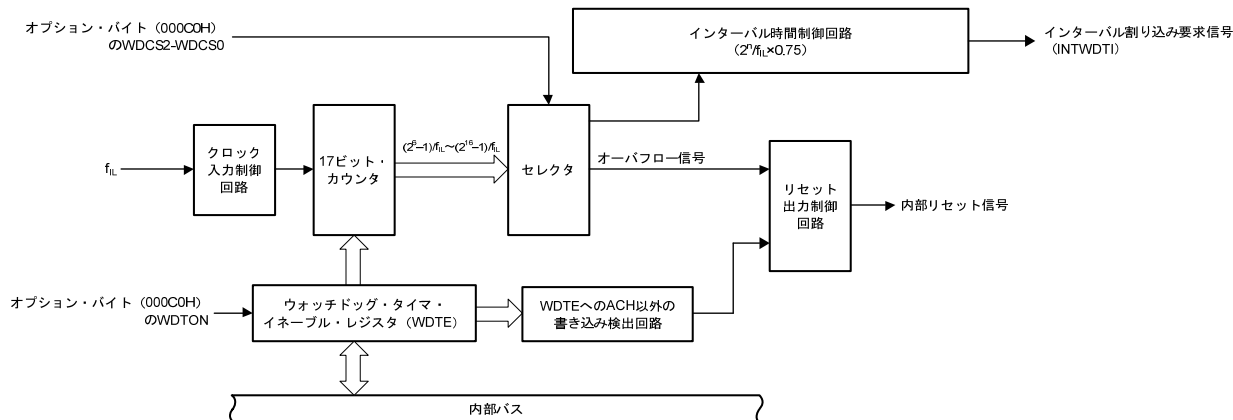 オプション・バイト（000C0H）
のWDCS2-WDCS0
インターバル時間制御回路
（2ⁿ/fIL×0.75）
インターバル割り込み要求信号
（INTWDTI）
fIL
クロック
入力制御
回路
17ビット・
カウンタ
(2⁶–1)/fIL～(2¹⁶–1)/fIL
セレクタ
オーバフロー信号
リセット
出力制御
回路
内部リセット信号
オプション・バイト（000C0H）
のWDTON
ウォッチドッグ・タイマ・
イネーブル・レジスタ（WDTE）
WDTEへのACH以外の
書き込み検出回路
内部バス